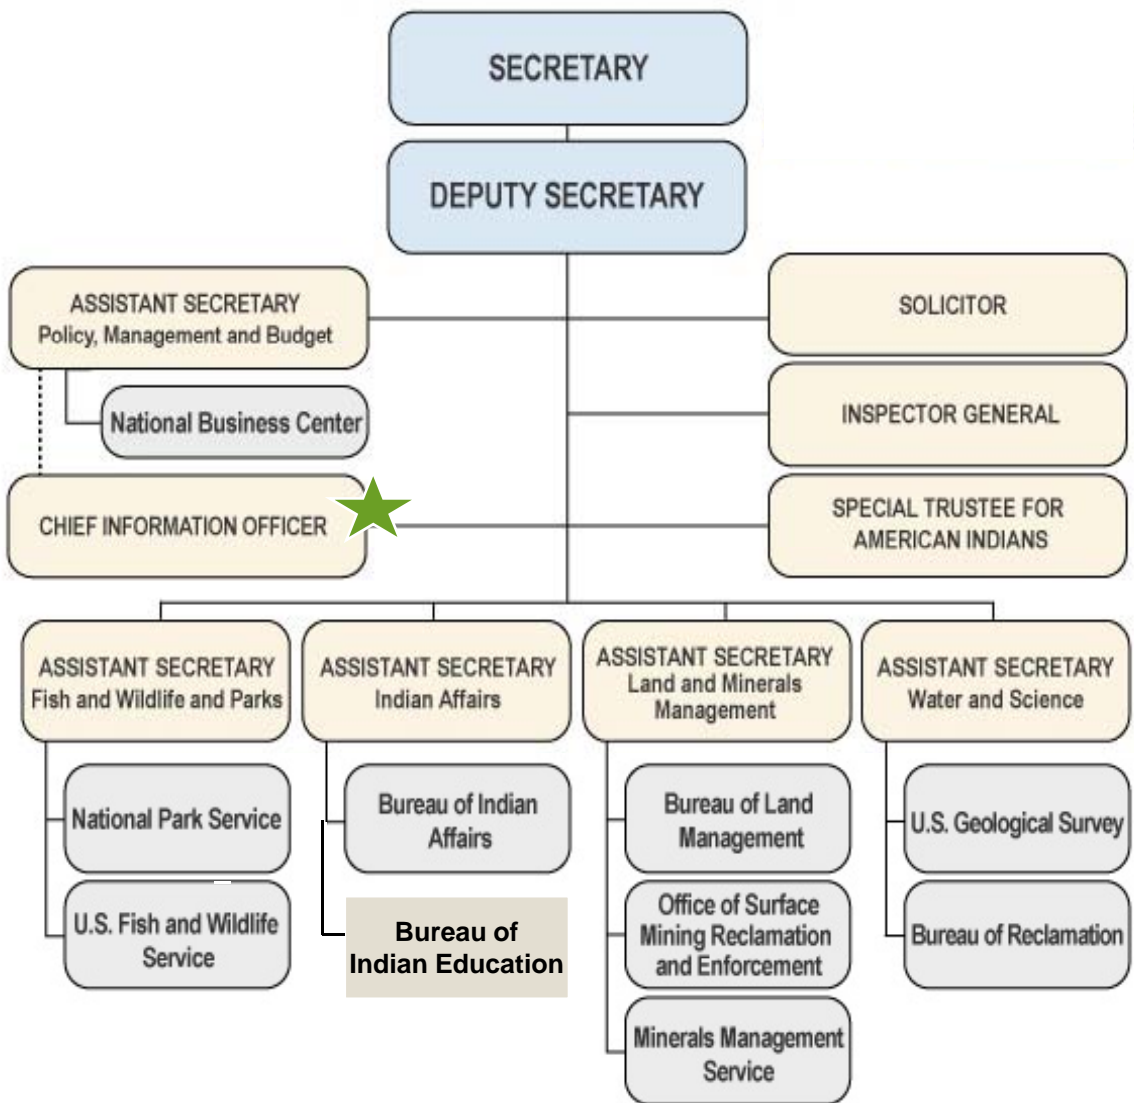 SECRETARY
DEPUTY SECRETARY
ASSISTANT SECRETARY
Policy, Management and Budget
SOLICITOR
National Business Center
INSPECTOR GENERAL
CHIEF INFORMATION OFFICER
SPECIAL TRUSTEE FOR
AMERICAN INDIANS
ASSISTANT SECRETARY
Fish and Wildlife and Parks
National Park Service
U.S. Fish and Wildlife
Service
ASSISTANT SECRETARY
Indian Affairs
Bureau of Indian
Affairs
Bureau of
Indian Education
ASSISTANT SECRETARY
Land and Minerals
Management
Bureau of Land
Management
Office of Surface
Mining Reclamation
and Enforcement
Minerals Management
Service
ASSISTANT SECRETARY
Water and Science
U.S. Geological Survey
Bureau of Reclamation